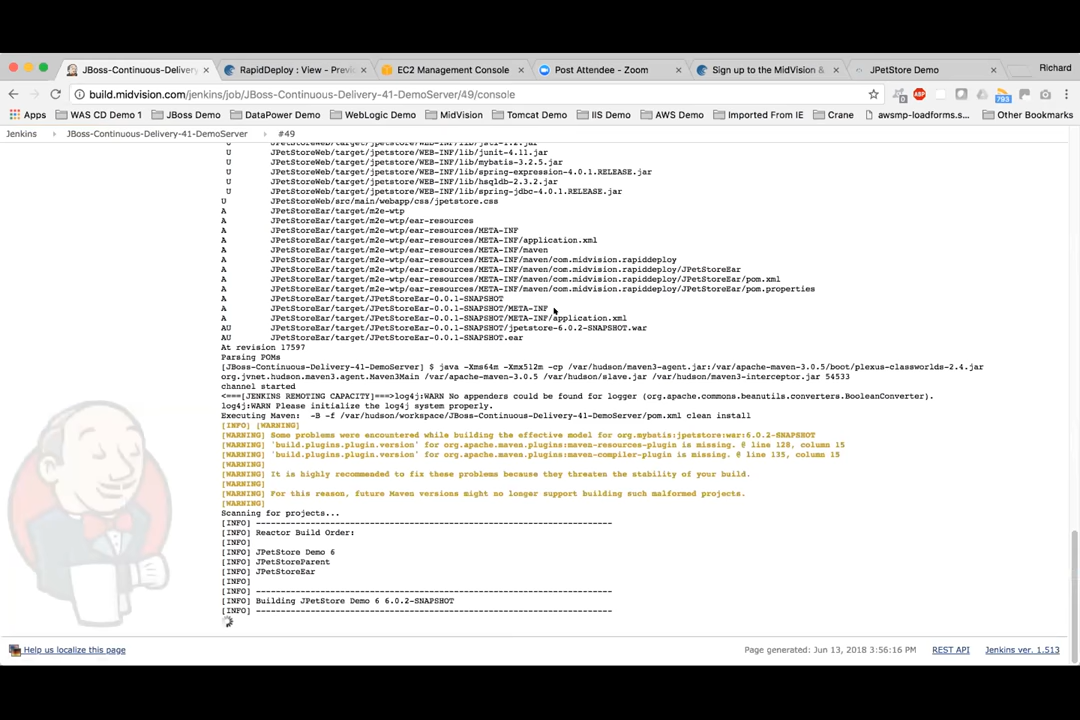 JBoss-Continuous-Delivery-
RapidDeploy : View - Previe
EC2 Management Console
Post Attendee - Zoom
Sign up to the MidVision &
JPetStore Demo
Richard
build.midvision.com/jenkins/job/JBoss-Continuous-Delivery-41-DemoServer/49/console
ABP
793
Apps
WAS CD Demo 1
JBoss Demo
DataPower Demo
WebLogic Demo
MidVision
Tomcat Demo
IIS Demo
AWS Demo
Imported From IE
Crane
awsmp-loadforms.s...
Other Bookmarks
Jenkins
JBoss-Continuous-Delivery-41-DemoServer
#49
U JPetStoreWeb/target/jpetstore/WEB-INF/lib/jstl-1.2.jar
U JPetStoreWeb/target/jpetstore/WEB-INF/lib/junit-4.11.jar
U JPetStoreWeb/target/jpetstore/WEB-INF/lib/mybatis-3.2.5.jar
U JPetStoreWeb/target/jpetstore/WEB-INF/lib/spring-expression-4.0.1.RELEASE.jar
U JPetStoreWeb/target/jpetstore/WEB-INF/lib/hsqldb-2.3.2.jar
U JPetStoreWeb/target/jpetstore/WEB-INF/lib/spring-jdbc-4.0.1.RELEASE.jar
U JPetStoreWeb/src/main/webapp/css/jpetstore.css
A JPetStoreEar/target/m2e-wtp
A JPetStoreEar/target/m2e-wtp/ear-resources
A JPetStoreEar/target/m2e-wtp/ear-resources/META-INF
A JPetStoreEar/target/m2e-wtp/ear-resources/META-INF/application.xml
A JPetStoreEar/target/m2e-wtp/ear-resources/META-INF/maven
A JPetStoreEar/target/m2e-wtp/ear-resources/META-INF/maven/com.midvision.rapiddeploy
A JPetStoreEar/target/m2e-wtp/ear-resources/META-INF/maven/com.midvision.rapiddeploy/JPetStoreEar
A JPetStoreEar/target/m2e-wtp/ear-resources/META-INF/maven/com.midvision.rapiddeploy/JPetStoreEar/pom.xml
A JPetStoreEar/target/m2e-wtp/ear-resources/META-INF/maven/com.midvision.rapiddeploy/JPetStoreEar/pom.properties
A JPetStoreEar/target/JPetStoreEar-0.0.1-SNAPSHOT
A JPetStoreEar/target/JPetStoreEar-0.0.1-SNAPSHOT/META-INF
A JPetStoreEar/target/JPetStoreEar-0.0.1-SNAPSHOT/META-INF/application.xml
AU JPetStoreEar/target/JPetStoreEar-0.0.1-SNAPSHOT/jpetstore-6.0.2-SNAPSHOT.war
AU JPetStoreEar/target/JPetStoreEar-0.0.1-SNAPSHOT.ear
At revision 17597
Parsing POMs
[JBoss-Continuous-Delivery-41-DemoServer] $ java -Xms64m -Xmx512m -cp /var/hudson/maven3-agent.jar:/var/apache-maven-3.0.5/boot/plexus-classworlds-2.4.jar
org.jvnet.hudson.maven3.agent.Maven3Main /var/apache-maven-3.0.5 /var/hudson/slave.jar /var/hudson/maven3-interceptor.jar 54533
channel started
<===[JENKINS REMOTING CAPACITY]===>log4j:WARN No appenders could be found for logger (org.apache.commons.beanutils.converters.BooleanConverter).
log4j:WARN Please initialize the log4j system properly.
Executing Maven: -B -f /var/hudson/workspace/JBoss-Continuous-Delivery-41-DemoServer/pom.xml clean install
[INFO] [WARNING]
[WARNING] Some problems were encountered while building the effective model for org.mybatis:jpetstore:war:6.0.2-SNAPSHOT
[WARNING] 'build.plugins.plugin.version' for org.apache.maven.plugins:maven-resources-plugin is missing. @ line 128, column 15
[WARNING] 'build.plugins.plugin.version' for org.apache.maven.plugins:maven-compiler-plugin is missing. @ line 135, column 15
[WARNING]
[WARNING] It is highly recommended to fix these problems because they threaten the stability of your build.
[WARNING]
[WARNING] For this reason, future Maven versions might no longer support building such malformed projects.
[WARNING]
Scanning for projects...
[INFO] ------------------------------------------------------------------------
[INFO] Reactor Build Order:
[INFO]
[INFO] JPetStore Demo 6
[INFO] JPetStoreParent
[INFO] JPetStoreEar
[INFO]
[INFO] ------------------------------------------------------------------------
[INFO] Building JPetStore Demo 6 6.0.2-SNAPSHOT
[INFO] ------------------------------------------------------------------------
Help us localize this page
Page generated: Jun 13, 2018 3:56:16 PM
REST API
Jenkins ver. 1.513